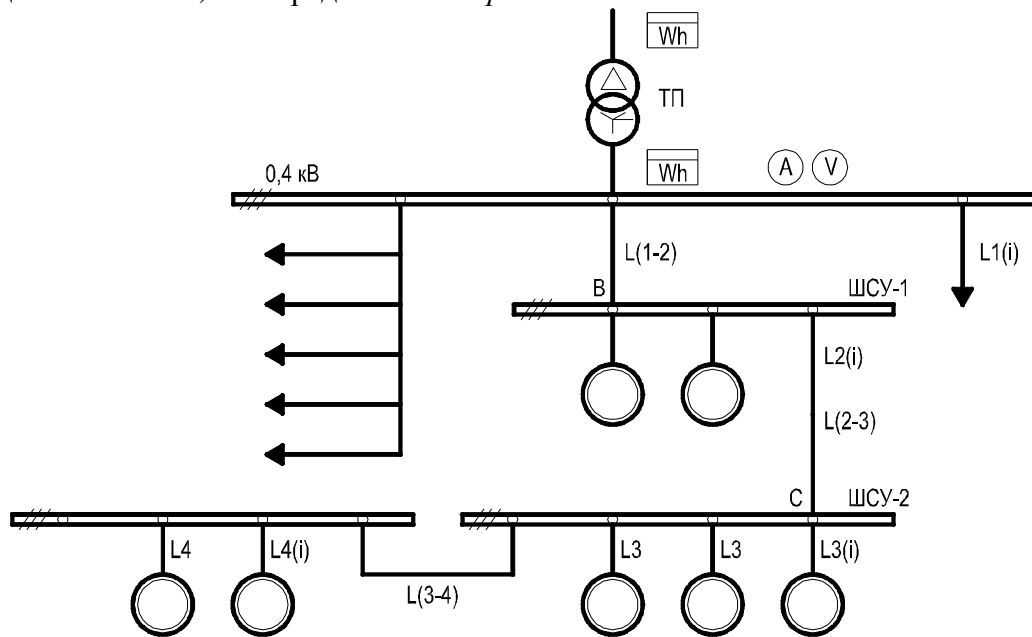 Wh
ТП
Wh
A V
0,4 кВ
L(1-2)
L1(i)
B
ШСУ-1
L2(i)
L(2-3)
C
ШСУ-2
L4
L4(i)
L3
L3
L3(i)
L(3-4)